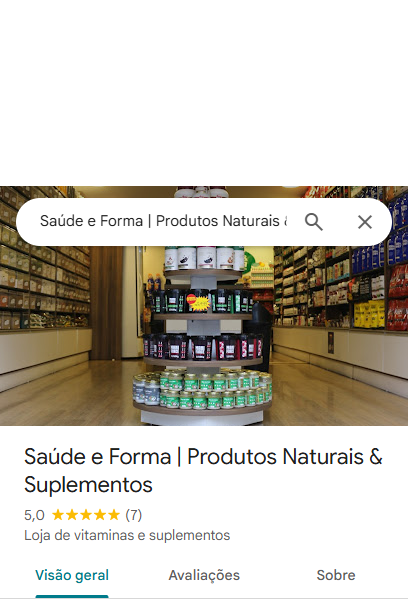 Saúde e Forma | Produtos Naturais &
Saúde e Forma | Produtos Naturais &
Suplementos
5,0 (7)
Loja de vitaminas e suplementos
Visão geral Avaliações Sobre